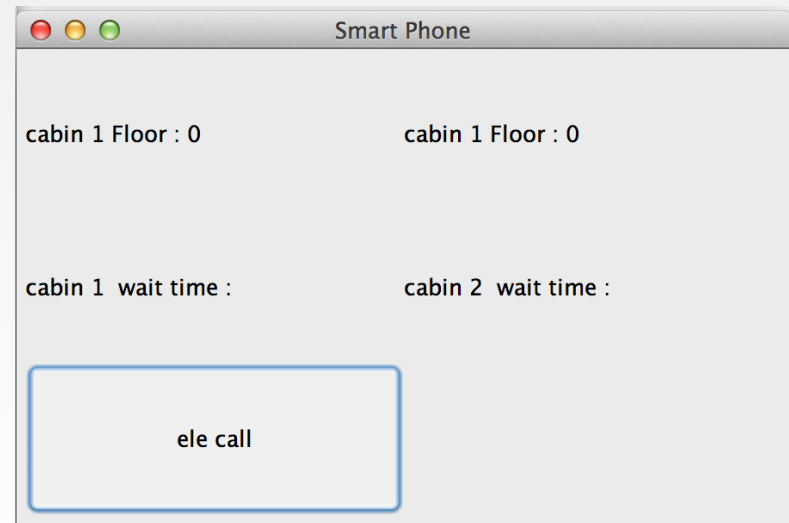 Smart Phone
cabin 1 Floor : 0
cabin 1 Floor : 0
cabin 1  wait time :
cabin 2  wait time :
ele call